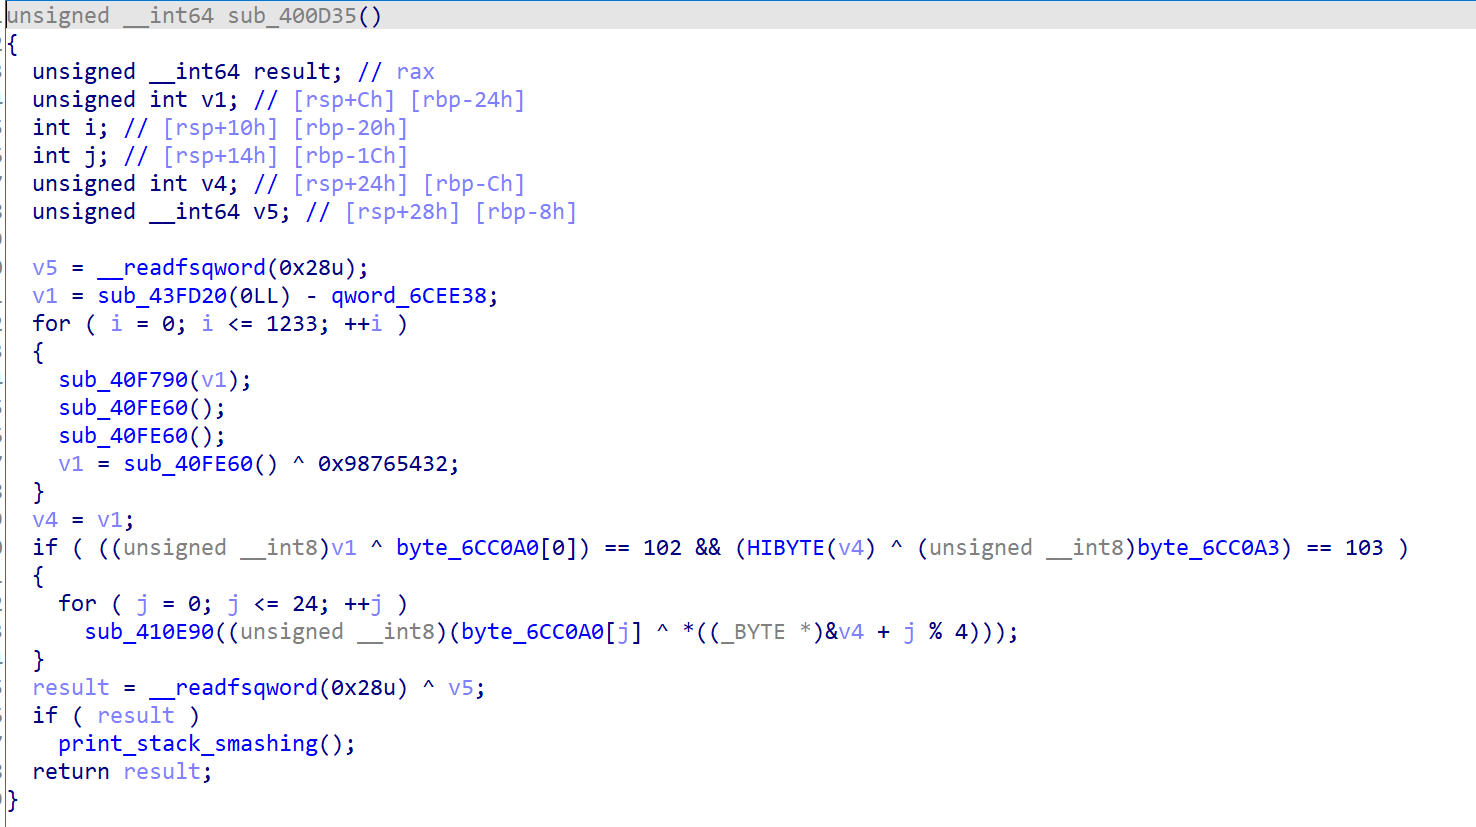 unsigned __int64 sub_400D35()
{
  unsigned __int64 result; // rax
  unsigned int v1; // [rsp+Ch] [rbp-24h]
  int i; // [rsp+10h] [rbp-20h]
  int j; // [rsp+14h] [rbp-1Ch]
  unsigned int v4; // [rsp+24h] [rbp-Ch]
  unsigned __int64 v5; // [rsp+28h] [rbp-8h]

  v5 = __readfsqword(0x28u);
  v1 = sub_43FD20(0LL) - qword_6CEE38;
  for ( i = 0; i <= 1233; ++i )
  {
    sub_40F790(v1);
    sub_40FE60();
    sub_40FE60();
    v1 = sub_40FE60() ^ 0x98765432;
  }
  v4 = v1;
  if ( ((unsigned __int8)v1 ^ byte_6CC0A0[0]) == 102 && (HIBYTE(v4) ^ (unsigned __int8)byte_6CC0A3) == 103 )
  {
    for ( j = 0; j <= 24; ++j )
      sub_410E90((unsigned __int8)(byte_6CC0A0[j] ^ *((_BYTE *)&v4 + j % 4)));
  }
  result = __readfsqword(0x28u) ^ v5;
  if ( result )
    print_stack_smashing();
  return result;
}